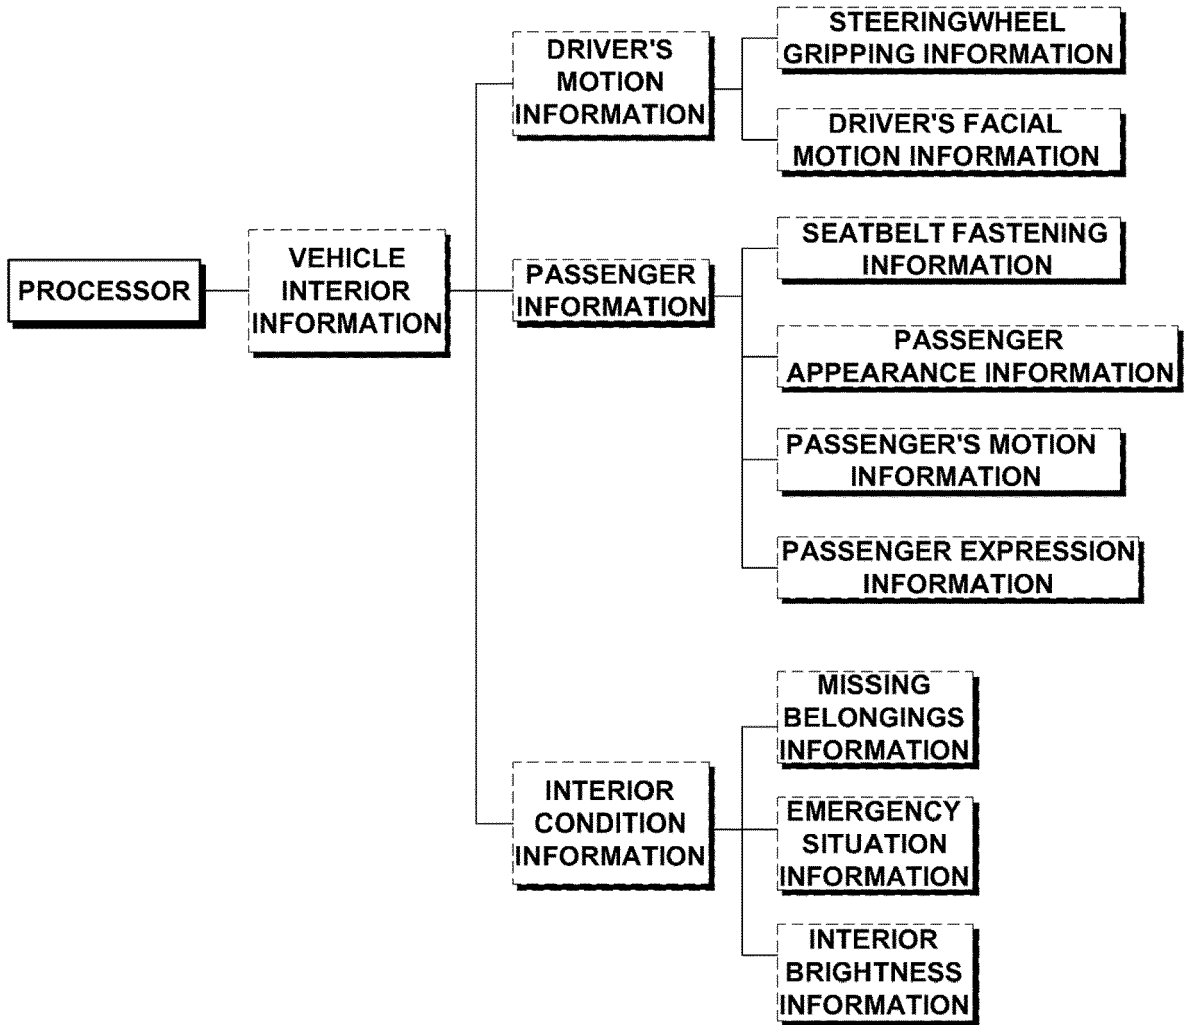 PROCESSOR
VEHICLE
INTERIOR
INFORMATION
DRIVER'S
MOTION
INFORMATION
STEERINGWHEEL
GRIPPING INFORMATION
DRIVER'S FACIAL
MOTION INFORMATION
PASSENGER
INFORMATION
SEATBELT FASTENING
INFORMATION
PASSENGER
APPEARANCE INFORMATION
PASSENGER'S MOTION
INFORMATION
PASSENGER EXPRESSION
INFORMATION
INTERIOR
CONDITION
INFORMATION
MISSING
BELONGINGS
INFORMATION
EMERGENCY
SITUATION
INFORMATION
INTERIOR
BRIGHTNESS
INFORMATION